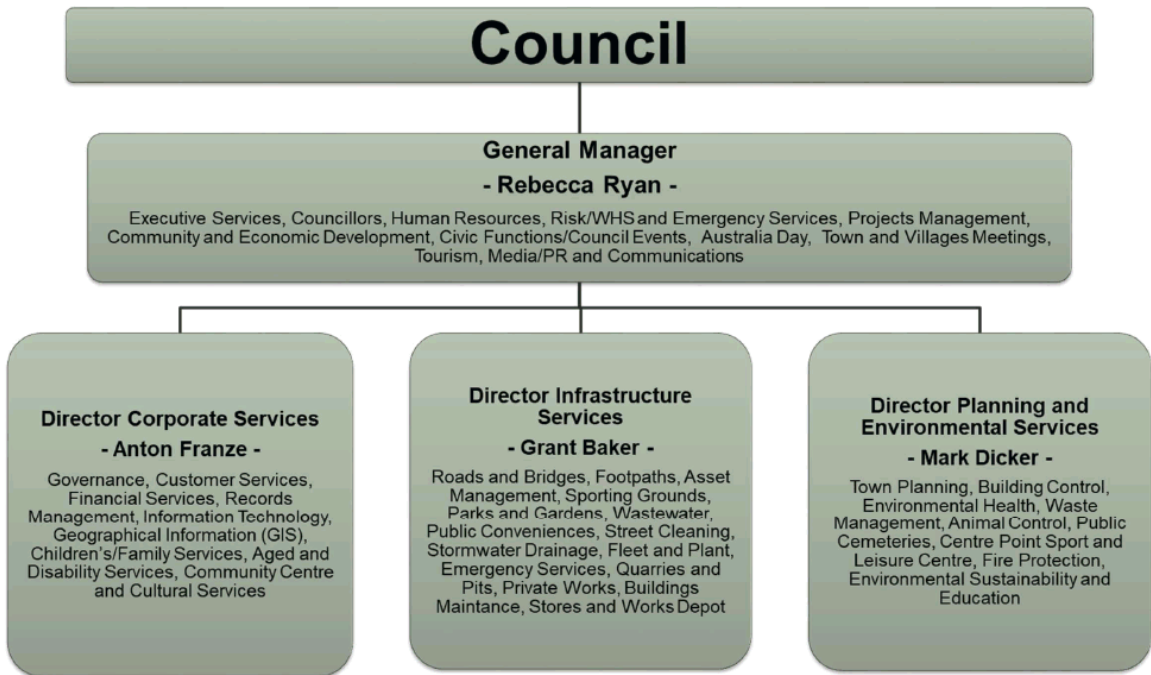 Council
General Manager
- Rebecca Ryan -
Executive Services, Councillors, Human Resources, Risk/WHS and Emergency Services, Projects Management,
Community and Economic Development, Civic Functions/Council Events, Australia Day, Town and Villages Meetings,
Tourism, Media/PR and Communications
Director Corporate Services
- Anton Franze -
Governance, Customer Services,
Financial Services, Records
Management, Information Technology,
Geographical Information (GIS),
Children's/Family Services, Aged and
Disability Services, Community Centre
and Cultural Services
Director Infrastructure
Services
- Grant Baker -
Roads and Bridges, Footpaths, Asset
Management, Sporting Grounds,
Parks and Gardens, Wastewater,
Public Conveniences, Street Cleaning,
Stormwater Drainage, Fleet and Plant,
Emergency Services, Quarries and
Pits, Private Works, Buildings
Maintance, Stores and Works Depot
Director Planning and
Environmental Services
- Mark Dicker -
Town Planning, Building Control,
Environmental Health, Waste
Management, Animal Control, Public
Cemeteries, Centre Point Sport and
Leisure Centre, Fire Protection,
Environmental Sustainability and
Education